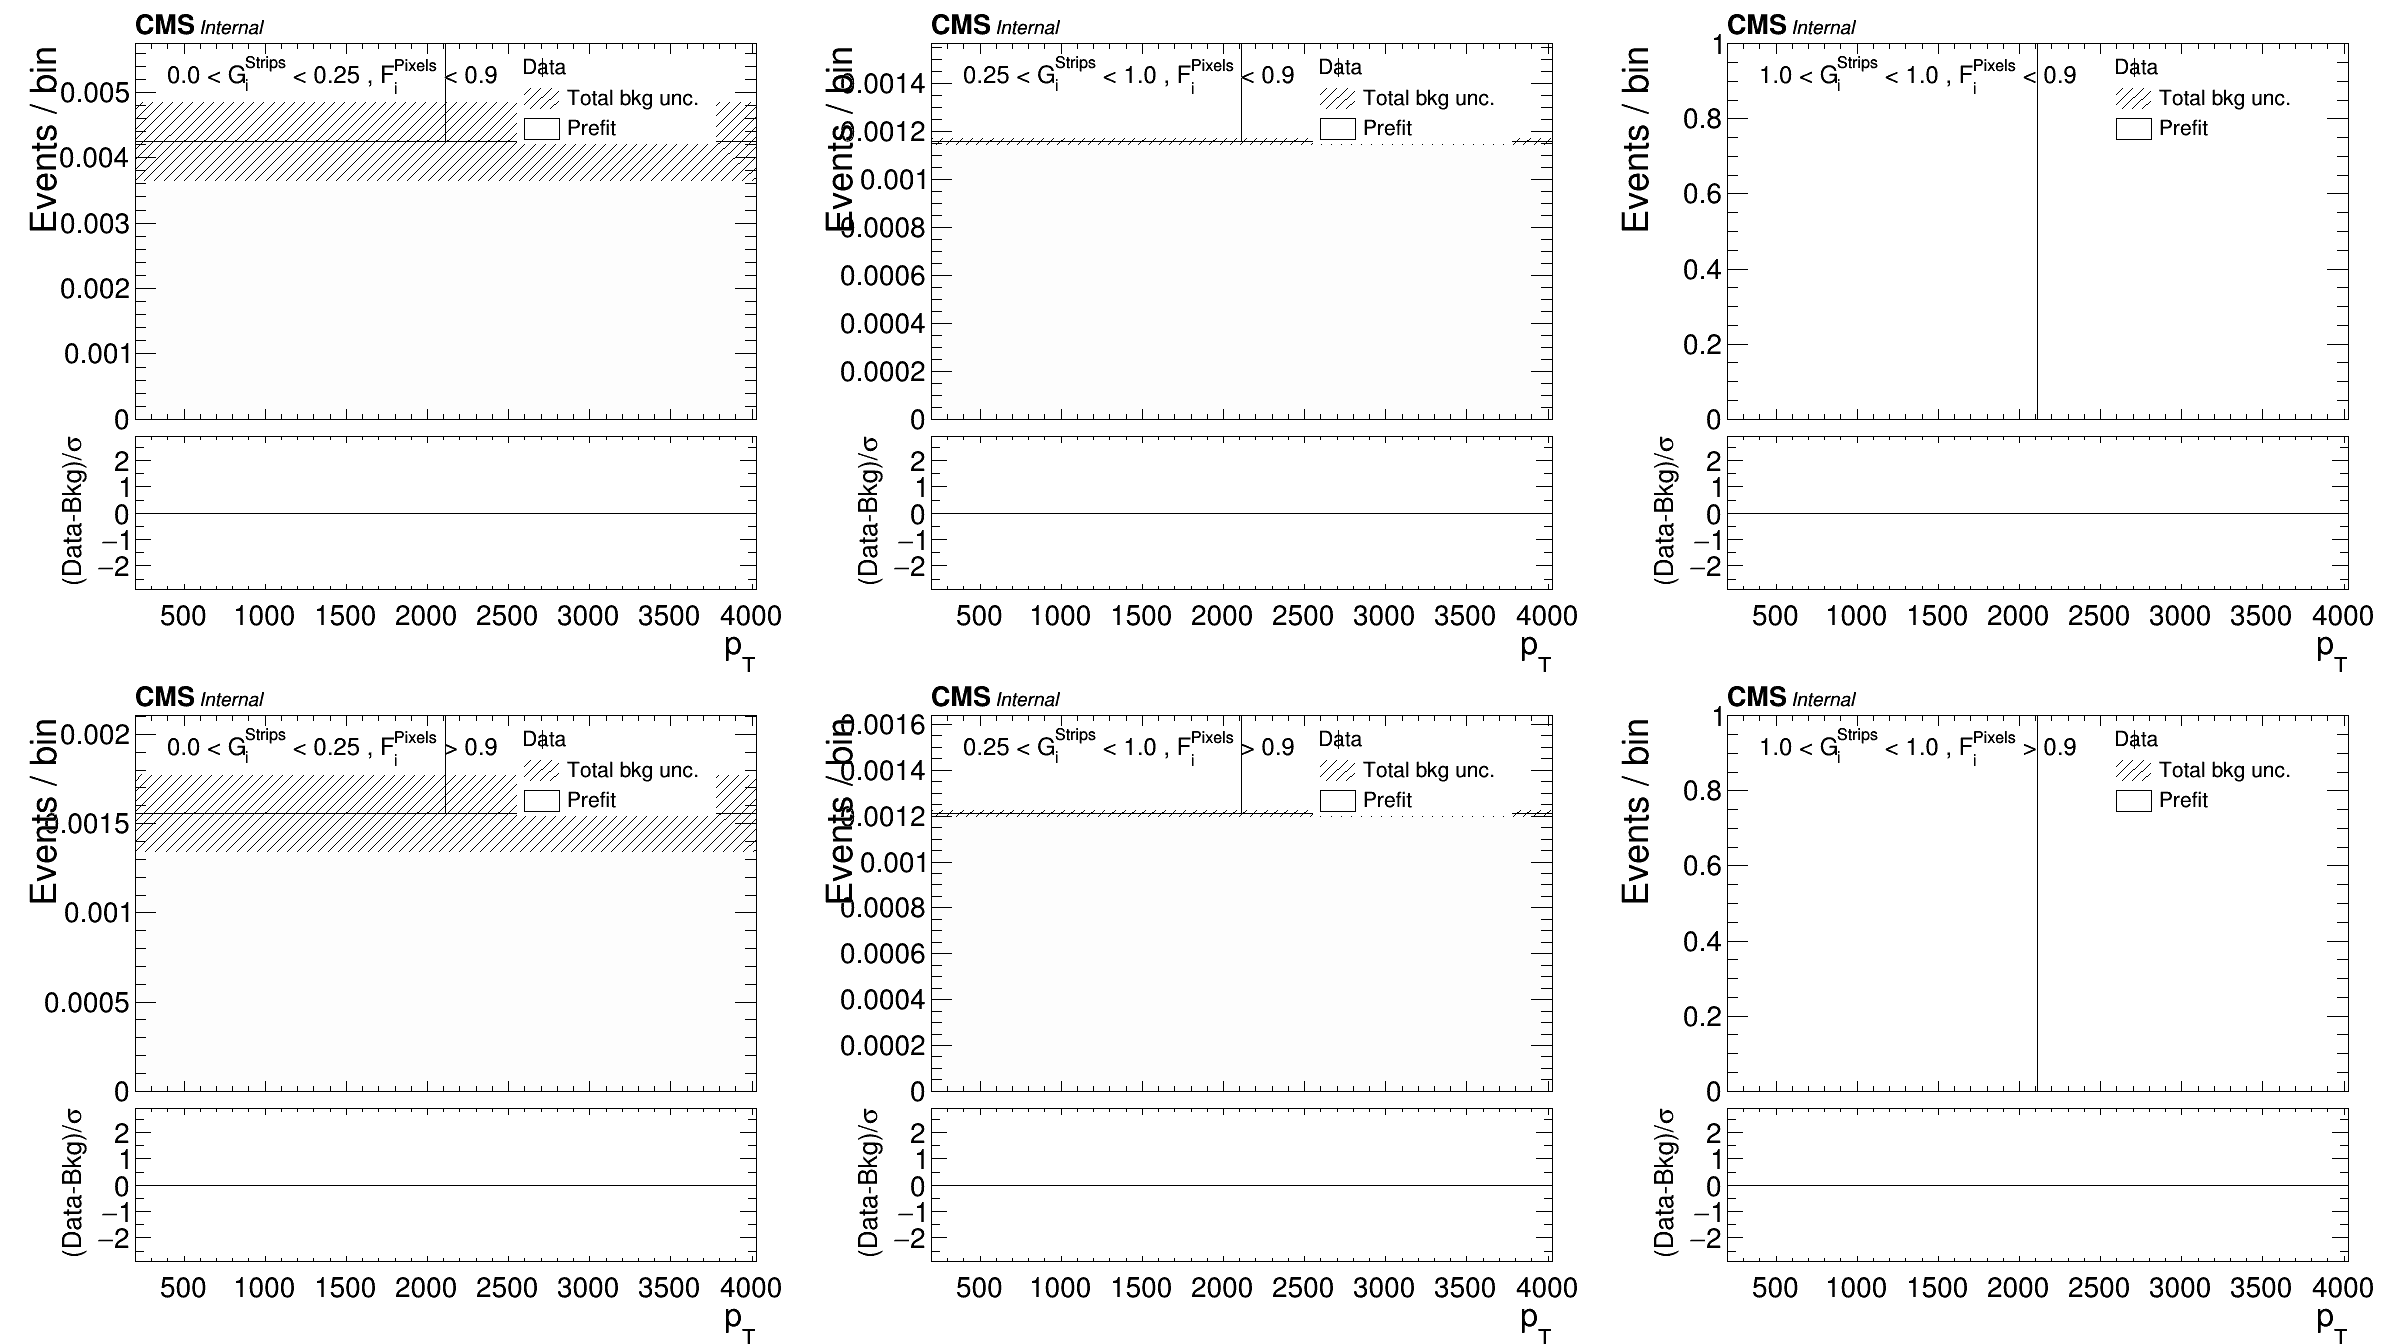 CMS Internal
Events / bin
0.0 < G_i^Strips < 0.25 , F_i^Pixels < 0.9
Data
Total bkg unc.
Prefit
0.005
0.004
0.003
0.002
0.001
0
(Data-Bkg)/σ
2
1
0
−1
−2
500 1000 1500 2000 2500 3000 3500 4000
p_T
CMS Internal
Events / bin
0.25 < G_i^Strips < 1.0 , F_i^Pixels < 0.9
Data
Total bkg unc.
Prefit
0.0014
0.0012
0.001
0.0008
0.0006
0.0004
0.0002
0
(Data-Bkg)/σ
2
1
0
−1
−2
500 1000 1500 2000 2500 3000 3500 4000
p_T
CMS Internal
Events / bin
1.0 < G_i^Strips < 1.0 , F_i^Pixels < 0.9
Data
Total bkg unc.
Prefit
1
0.8
0.6
0.4
0.2
0
(Data-Bkg)/σ
2
1
0
−1
−2
500 1000 1500 2000 2500 3000 3500 4000
p_T
CMS Internal
Events / bin
0.0 < G_i^Strips < 0.25 , F_i^Pixels > 0.9
Data
Total bkg unc.
Prefit
0.002
0.0015
0.001
0.0005
0
(Data-Bkg)/σ
2
1
0
−1
−2
500 1000 1500 2000 2500 3000 3500 4000
p_T
CMS Internal
Events / bin
0.25 < G_i^Strips < 1.0 , F_i^Pixels > 0.9
Data
Total bkg unc.
Prefit
0.0016
0.0014
0.0012
0.001
0.0008
0.0006
0.0004
0.0002
0
(Data-Bkg)/σ
2
1
0
−1
−2
500 1000 1500 2000 2500 3000 3500 4000
p_T
CMS Internal
Events / bin
1.0 < G_i^Strips < 1.0 , F_i^Pixels > 0.9
Data
Total bkg unc.
Prefit
1
0.8
0.6
0.4
0.2
0
(Data-Bkg)/σ
2
1
0
−1
−2
500 1000 1500 2000 2500 3000 3500 4000
p_T